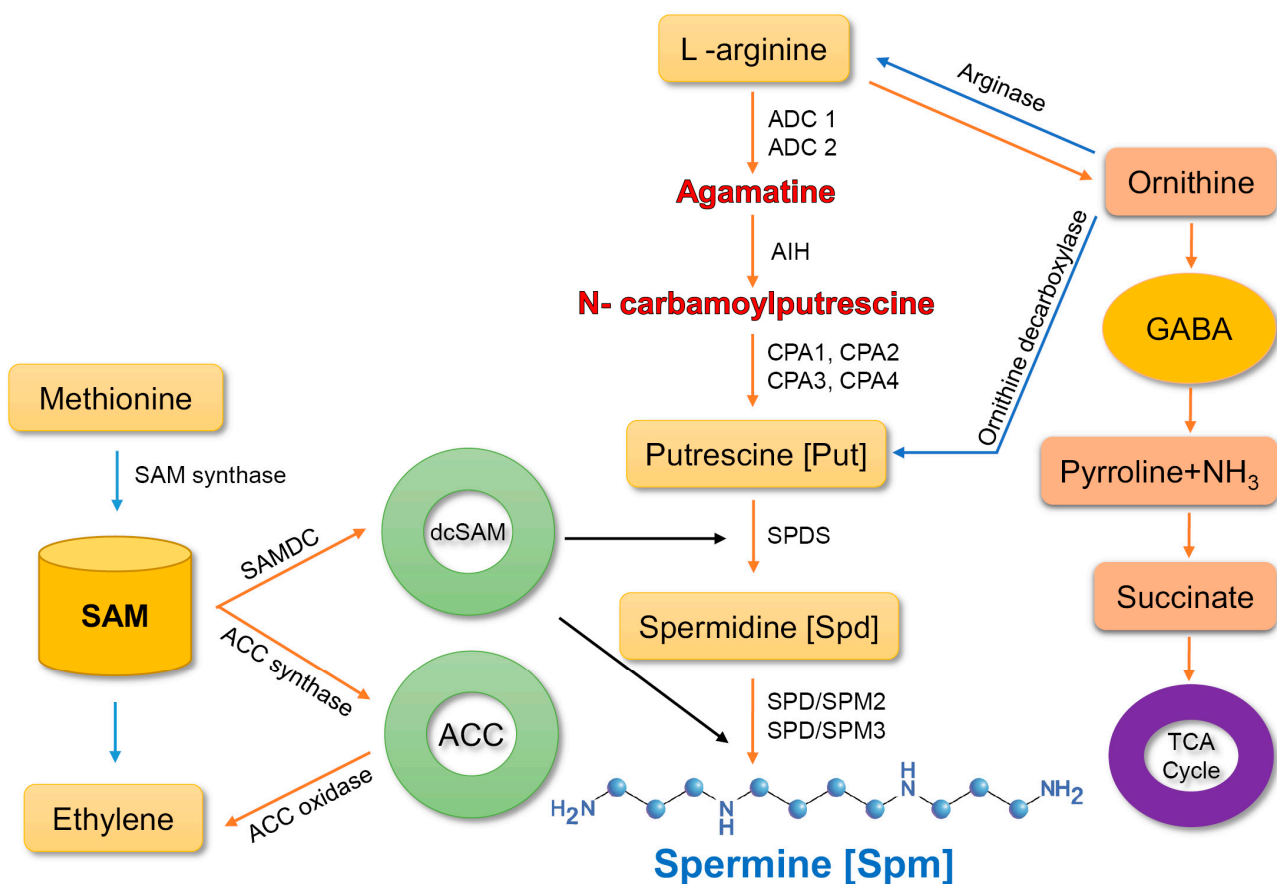 L -arginine
Arginase
ADC 1
ADC 2
Ornithine
Agamatine
AIH
Ornithine decarboxylase
N- carbamoylputrescine
GABA
CPA1, CPA2
CPA3, CPA4
Methionine
Putrescine [Put]
Pyrroline+NH₃
SAM synthase
dcSAM
SPDS
SAMDC
SAM
Succinate
Spermidine [Spd]
ACC synthase
ACC
SPD/SPM2
SPD/SPM3
TCA
Cycle
Ethylene
ACC oxidase
H₂N
N
H
H
N
NH₂
Spermine [Spm]